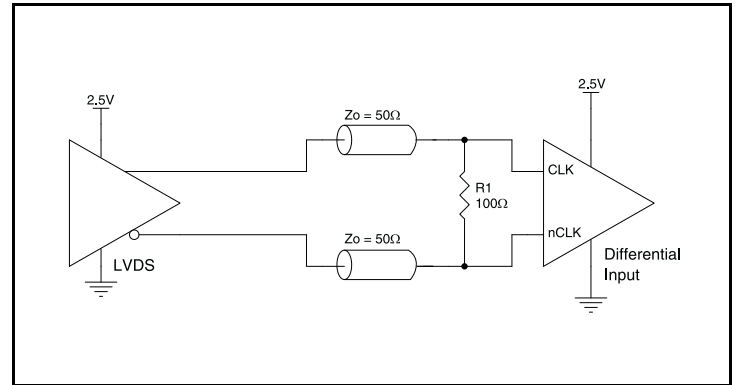 2.5V
2.5V
Zo = 50Ω
CLK
R1
100Ω
nCLK
Zo = 50Ω
LVDS
Differential
Input